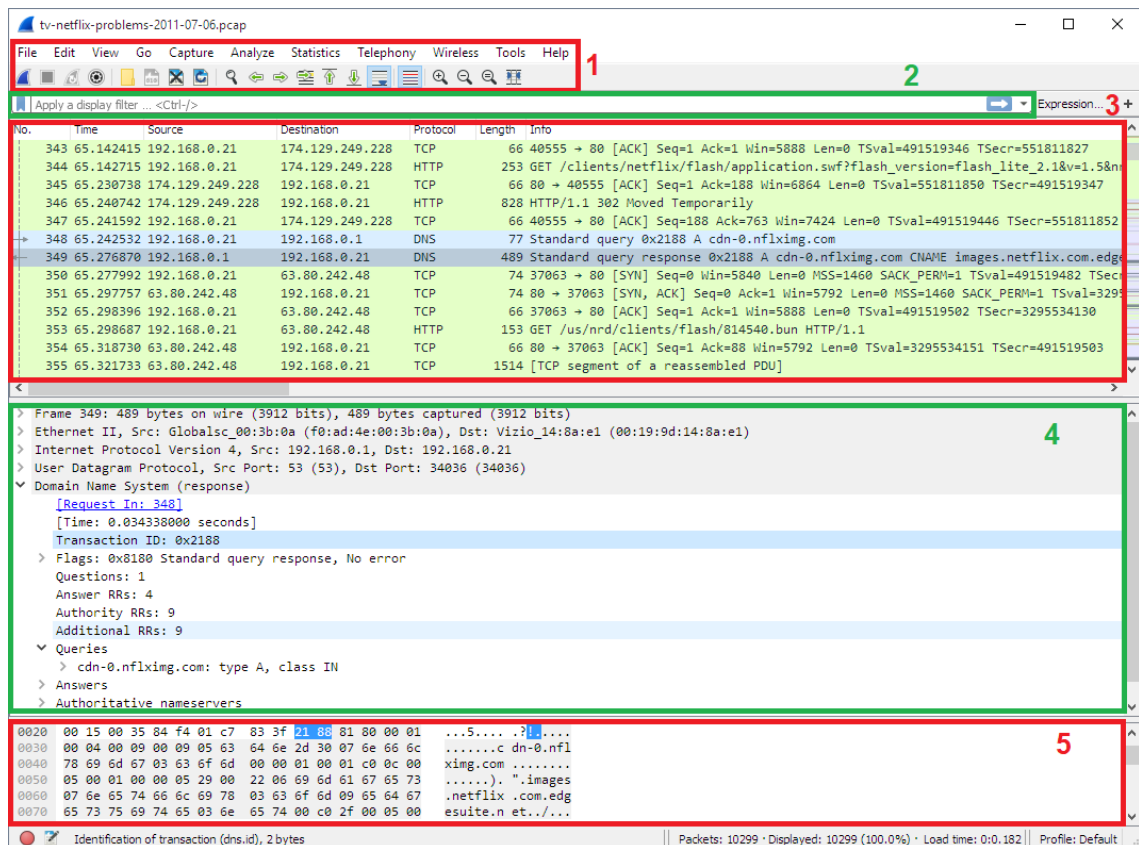 tv-netflix-problems-2011-07-06.pcap
File Edit View Go Capture Analyze Statistics Telephony Wireless Tools Help
1
2
Apply a display filter ... <Ctrl-/>
Expression... +
3
No. Time Source Destination Protocol Length Info
343 65.142415 192.168.0.21 174.129.249.228 TCP 66 40555 → 80 [ACK] Seq=1 Ack=1 Win=5888 Len=0 TSval=491519346 TSecr=551811827
344 65.142715 192.168.0.21 174.129.249.228 HTTP 253 GET /clients/netflix/flash/application.swf?flash_version=flash_lite_2.1&v=1.5&n
345 65.230738 174.129.249.228 192.168.0.21 TCP 66 80 → 40555 [ACK] Seq=1 Ack=188 Win=6864 Len=0 TSval=551811850 TSecr=491519347
346 65.240742 174.129.249.228 192.168.0.21 HTTP 828 HTTP/1.1 302 Moved Temporarily
347 65.241592 192.168.0.21 174.129.249.228 TCP 66 40555 → 80 [ACK] Seq=188 Ack=763 Win=7424 Len=0 TSval=491519446 TSecr=551811852
348 65.242532 192.168.0.21 192.168.0.1 DNS 77 Standard query 0x2188 A cdn-0.nflximg.com
349 65.276870 192.168.0.1 192.168.0.21 DNS 489 Standard query response 0x2188 A cdn-0.nflximg.com CNAME images.netflix.com.edge
350 65.277992 192.168.0.21 63.80.242.48 TCP 74 37063 → 80 [SYN] Seq=0 Win=5840 Len=0 MSS=1460 SACK_PERM=1 TSval=491519482 TSecr
351 65.297757 63.80.242.48 192.168.0.21 TCP 74 80 → 37063 [SYN, ACK] Seq=0 Ack=1 Win=5792 Len=0 MSS=1460 SACK_PERM=1 TSval=3295
352 65.298396 192.168.0.21 63.80.242.48 TCP 66 37063 → 80 [ACK] Seq=1 Ack=1 Win=5888 Len=0 TSval=491519502 TSecr=3295534130
353 65.298687 192.168.0.21 63.80.242.48 HTTP 153 GET /us/nrd/clients/flash/814540.bun HTTP/1.1
354 65.318730 63.80.242.48 192.168.0.21 TCP 66 80 → 37063 [ACK] Seq=1 Ack=88 Win=5792 Len=0 TSval=3295534151 TSecr=491519503
355 65.321733 63.80.242.48 192.168.0.21 TCP 1514 [TCP segment of a reassembled PDU]
4
Frame 349: 489 bytes on wire (3912 bits), 489 bytes captured (3912 bits)
Ethernet II, Src: Globalsc_00:3b:0a (f0:ad:4e:00:3b:0a), Dst: Vizio_14:8a:e1 (00:19:9d:14:8a:e1)
Internet Protocol Version 4, Src: 192.168.0.1, Dst: 192.168.0.21
User Datagram Protocol, Src Port: 53 (53), Dst Port: 34036 (34036)
Domain Name System (response)
[Request In: 348]
[Time: 0.034338000 seconds]
Transaction ID: 0x2188
Flags: 0x8180 Standard query response, No error
Questions: 1
Answer RRs: 4
Authority RRs: 9
Additional RRs: 9
Queries
cdn-0.nflximg.com: type A, class IN
Answers
Authoritative nameservers
5
0020 00 15 00 35 84 f4 01 c7 83 3f 21 88 81 80 00 01 ...5.... .?!.....
0030 00 04 00 09 00 09 05 63 64 6e 2d 30 07 6e 66 6c .......c dn-0.nfl
0040 78 69 6d 67 03 63 6f 6d 00 00 01 00 01 c0 0c 00 ximg.com ........
0050 05 00 01 00 00 05 29 00 22 06 69 6d 61 67 65 73 ......). ".images
0060 07 6e 65 74 66 6c 69 78 03 63 6f 6d 09 65 64 67 .netflix .com.edg
0070 65 73 75 69 74 65 03 6e 65 74 00 c0 2f 00 05 00 esuite.n et../...
Identification of transaction (dns.id), 2 bytes
Packets: 10299 · Displayed: 10299 (100.0%) · Load time: 0:0.182
Profile: Default